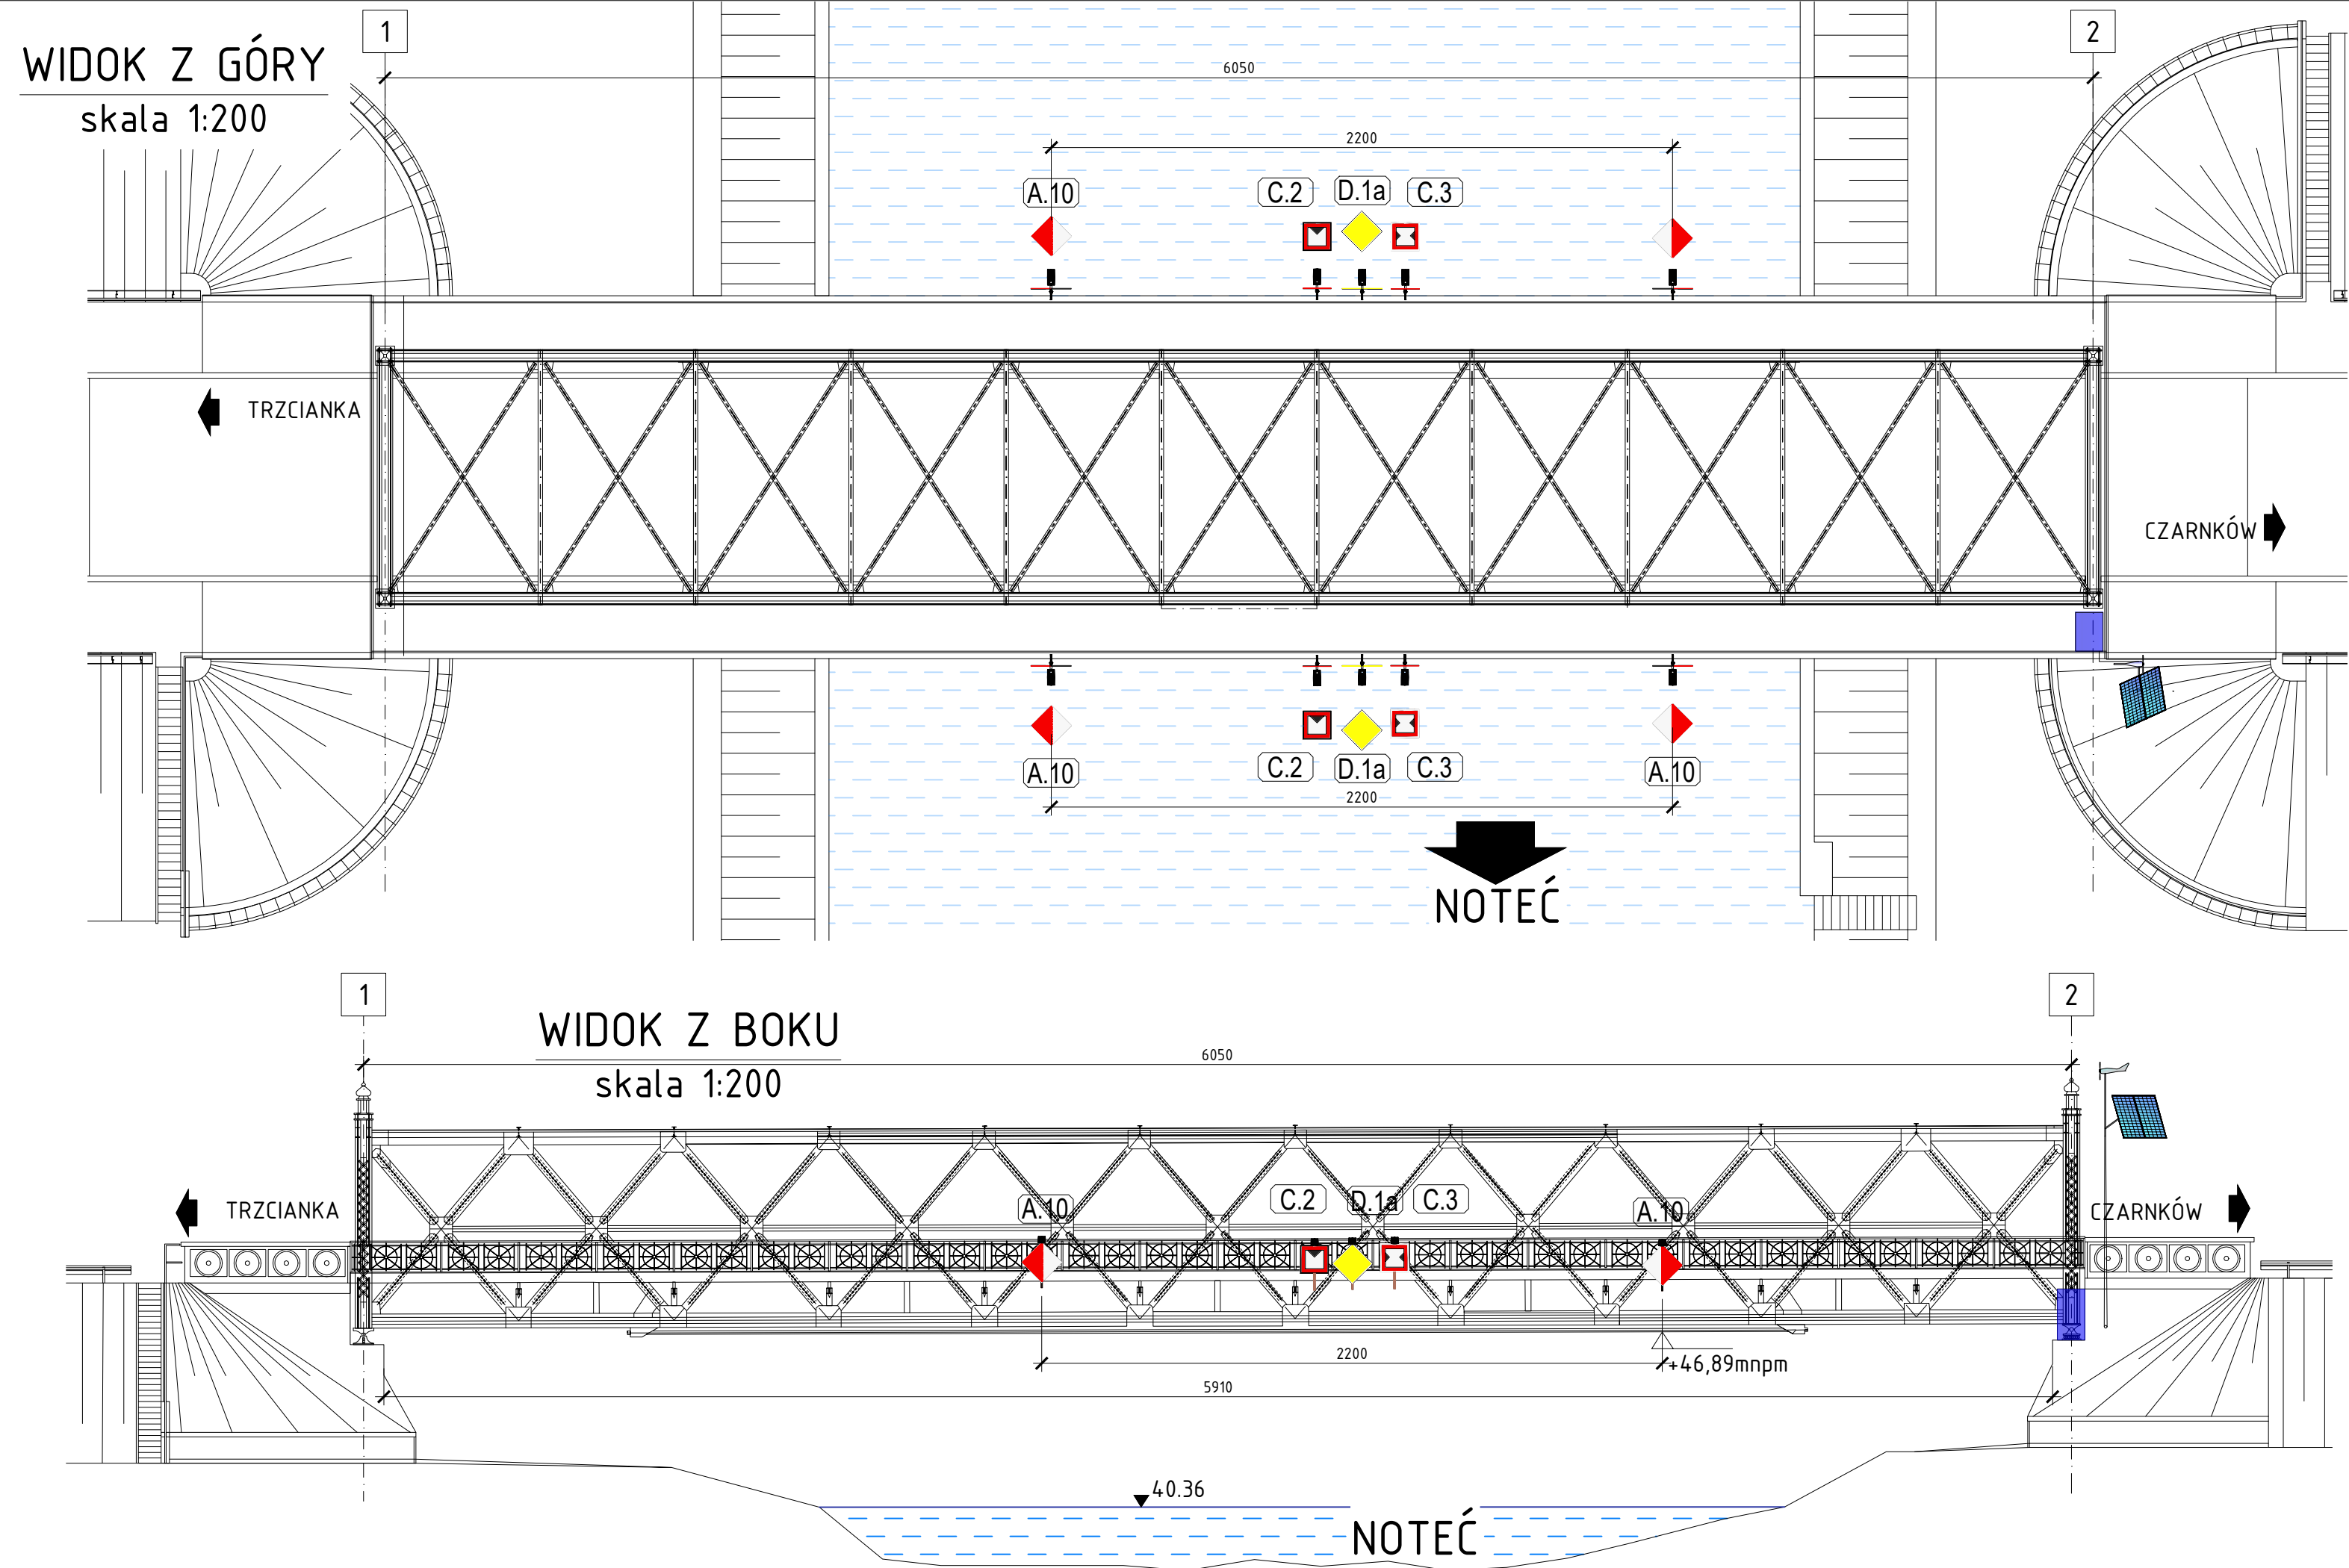 1
2
WIDOK Z GÓRY
skala 1:200
6050
2200
A.10
C.2
D.1a
C.3
TRZCIANKA
CZARNKÓW
C.2
D.1a
C.3
A.10
A.10
2200
NOTEĆ
1
2
WIDOK Z BOKU
skala 1:200
6050
TRZCIANKA
A.10
C.2
D.1a
C.3
A.10
CZARNKÓW
2200
+46,89mnpm
5910
40.36
NOTEĆ